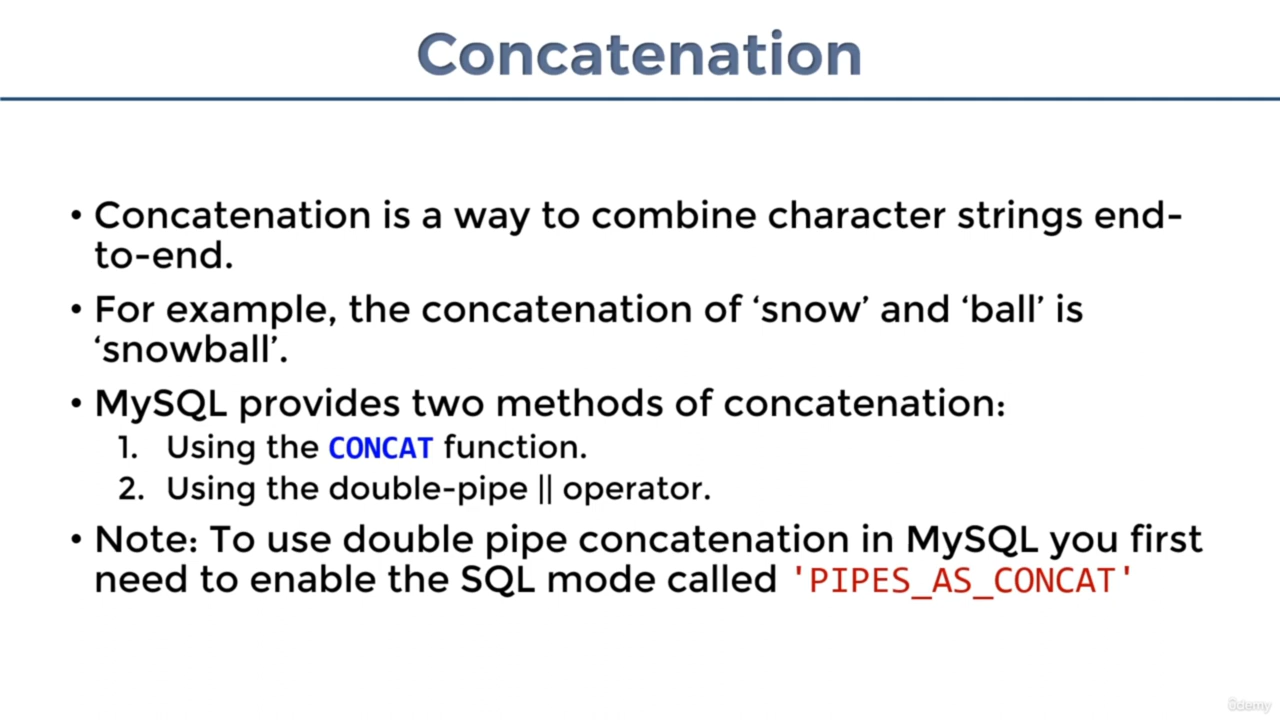 Concatenation
• Concatenation is a way to combine character strings end-
to-end.
• For example, the concatenation of ‘snow’ and ‘ball’ is
‘snowball’.
• MySQL provides two methods of concatenation:
1. Using the CONCAT function.
2. Using the double-pipe || operator.
• Note: To use double pipe concatenation in MySQL you first
need to enable the SQL mode called 'PIPES_AS_CONCAT'
ûdemy